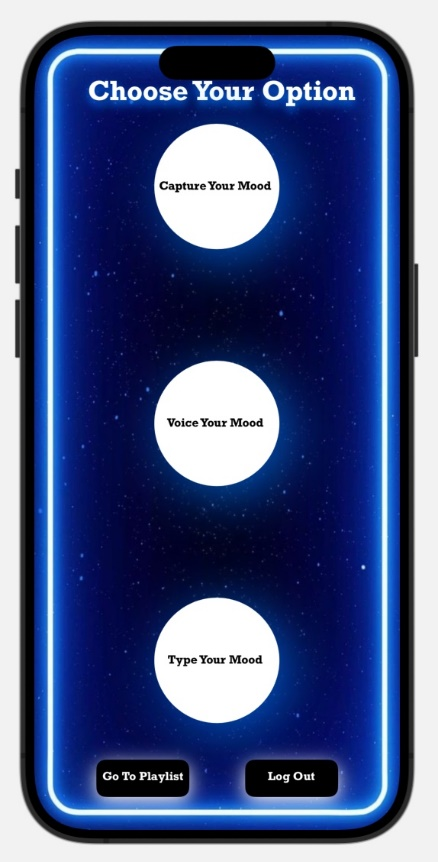 Choose Your Option
Capture Your Mood
Voice Your Mood
Type Your Mood
Go To Playlist
Log Out